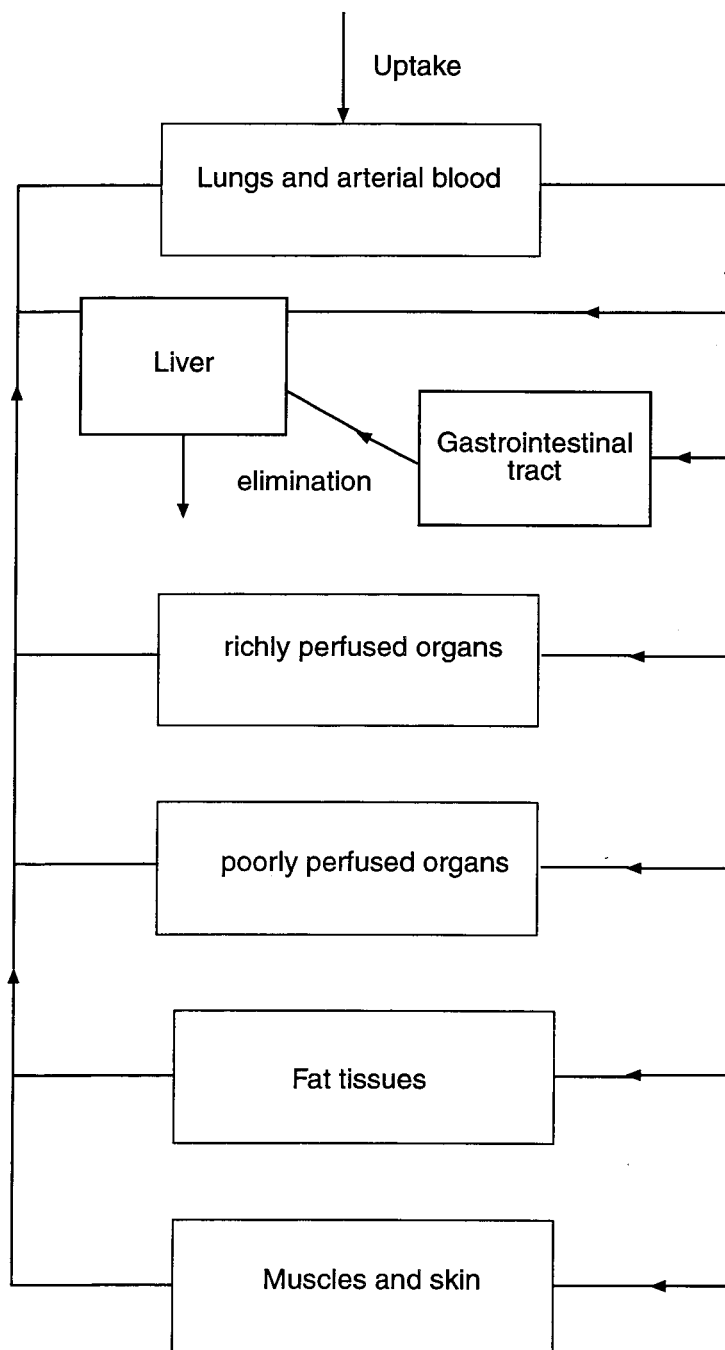 Uptake
Lungs and arterial blood
Liver
Gastrointestinal
tract
elimination
richly perfused organs
poorly perfused organs
Fat tissues
Muscles and skin